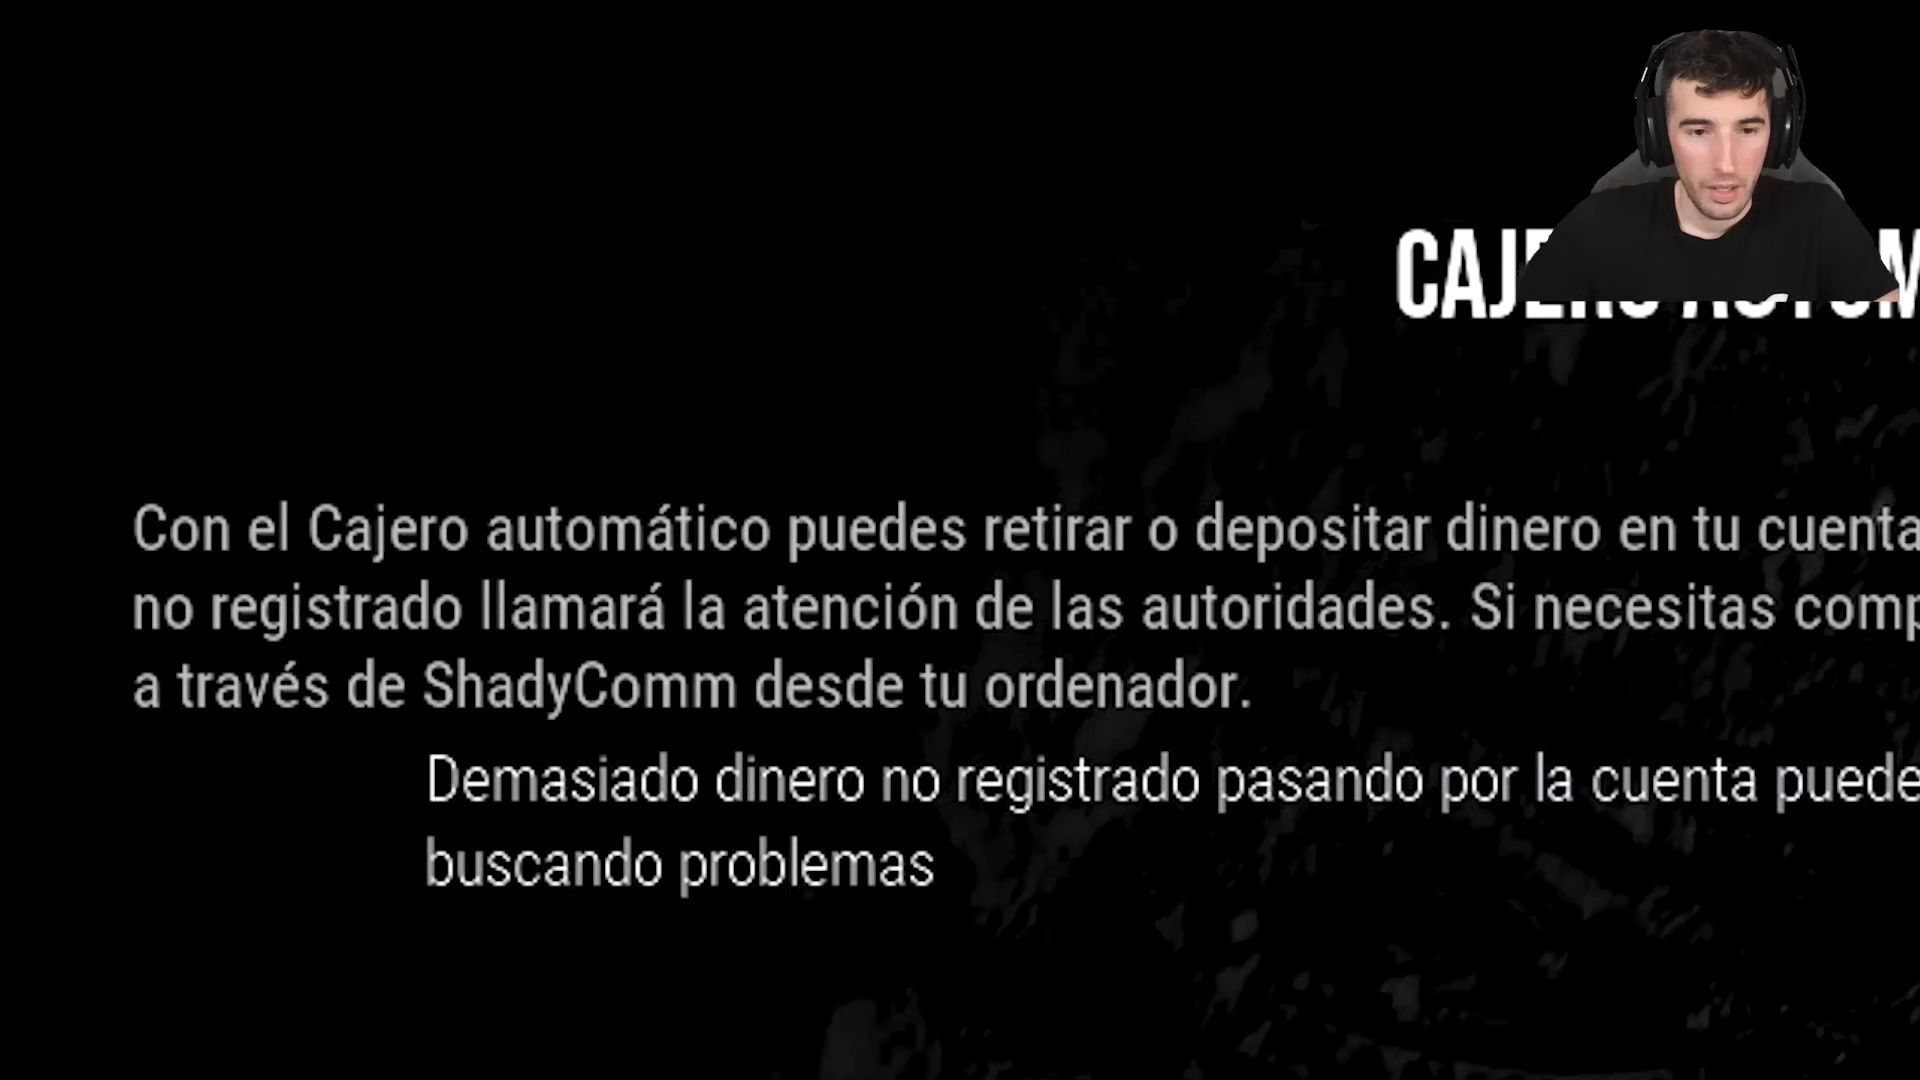 Con el Cajero automático puedes retirar o depositar dinero en tu cuenta
no registrado llamará la atención de las autoridades. Si necesitas
a través de ShadyComm desde tu ordenador.
Demasiado dinero no registrado pasando por la cuenta puede
buscando problemas